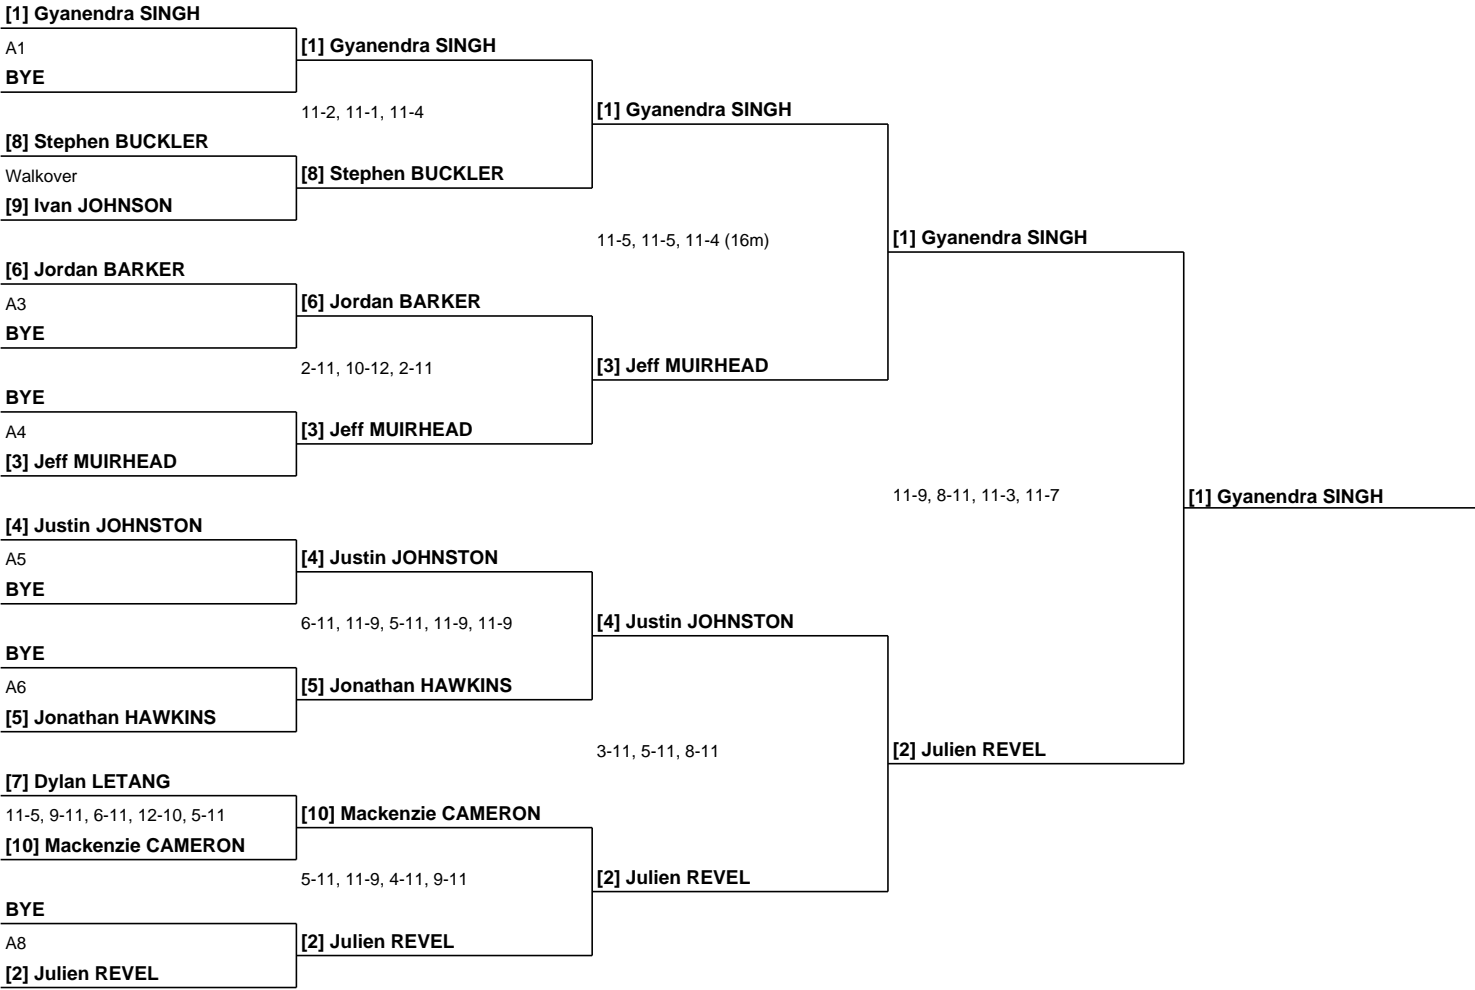 [1] Gyanendra SINGH
A1
[1] Gyanendra SINGH
BYE
11-2, 11-1, 11-4
[1] Gyanendra SINGH
[8] Stephen BUCKLER
Walkover
[8] Stephen BUCKLER
[9] Ivan JOHNSON
11-5, 11-5, 11-4 (16m)
[1] Gyanendra SINGH
[6] Jordan BARKER
A3
[6] Jordan BARKER
BYE
2-11, 10-12, 2-11
[3] Jeff MUIRHEAD
BYE
A4
[3] Jeff MUIRHEAD
[3] Jeff MUIRHEAD
11-9, 8-11, 11-3, 11-7
[1] Gyanendra SINGH
[4] Justin JOHNSTON
A5
[4] Justin JOHNSTON
BYE
6-11, 11-9, 5-11, 11-9, 11-9
[4] Justin JOHNSTON
BYE
A6
[5] Jonathan HAWKINS
[5] Jonathan HAWKINS
3-11, 5-11, 8-11
[2] Julien REVEL
[7] Dylan LETANG
11-5, 9-11, 6-11, 12-10, 5-11
[10] Mackenzie CAMERON
[10] Mackenzie CAMERON
5-11, 11-9, 4-11, 9-11
[2] Julien REVEL
BYE
A8
[2] Julien REVEL
[2] Julien REVEL